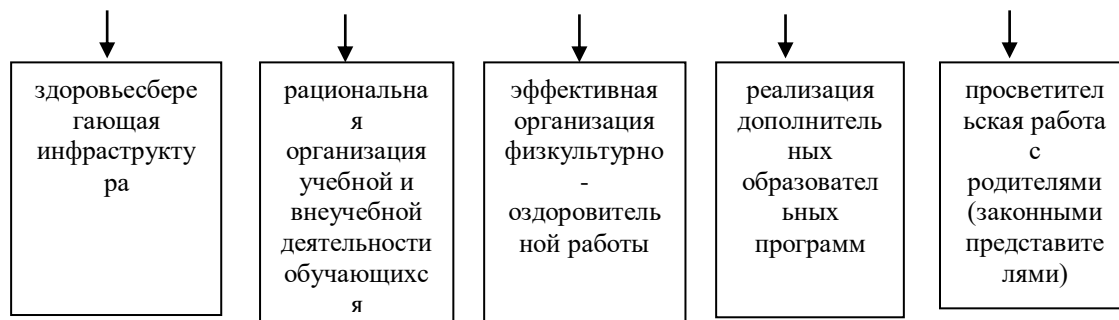 здоровьесбере
гающая
инфраструкту
ра
рациональна
я
организация
учебной и
внеучебной
деятельности
обучающихс
я
эффективная
организация
физкультурно
-
оздоровитель
ной работы
реализация
дополнитель
ных
образователь
ьных
программ
просветител
ьская работа
с
родителями
(законными
представите
лями)